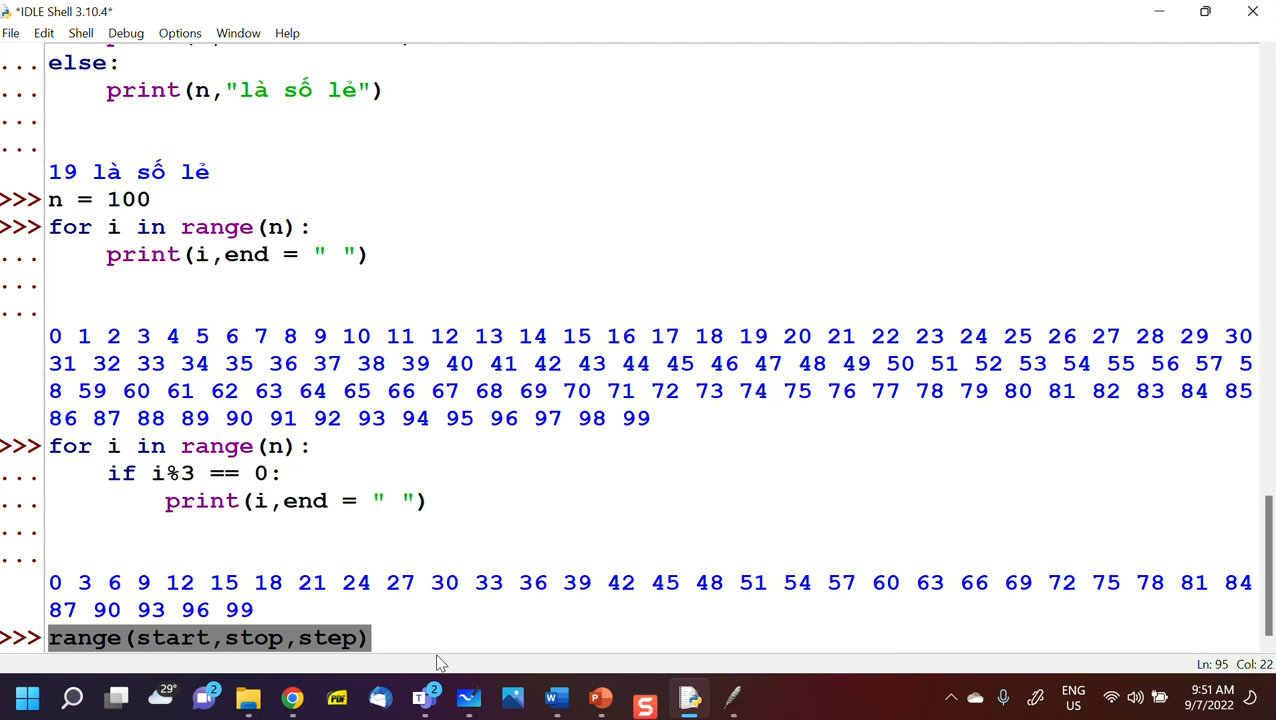 *IDLE Shell 3.10.4*
File Edit Shell Debug Options Window Help
... else:
...     print(n,"là số lẻ")
...
...
19 là số lẻ
>>> n = 100
>>> for i in range(n):
...     print(i,end = " ")
...
...
0 1 2 3 4 5 6 7 8 9 10 11 12 13 14 15 16 17 18 19 20 21 22 23 24 25 26 27 28 29 30
31 32 33 34 35 36 37 38 39 40 41 42 43 44 45 46 47 48 49 50 51 52 53 54 55 56 57 5
8 59 60 61 62 63 64 65 66 67 68 69 70 71 72 73 74 75 76 77 78 79 80 81 82 83 84 85
86 87 88 89 90 91 92 93 94 95 96 97 98 99
>>> for i in range(n):
...     if i%3 == 0:
...         print(i,end = " ")
...
...
0 3 6 9 12 15 18 21 24 27 30 33 36 39 42 45 48 51 54 57 60 63 66 69 72 75 78 81 84
87 90 93 96 99
>>> range(start,stop,step)
Ln: 95 Col: 22
29°
2
PDF
2
S
ENG
US
9:51 AM
9/7/2022